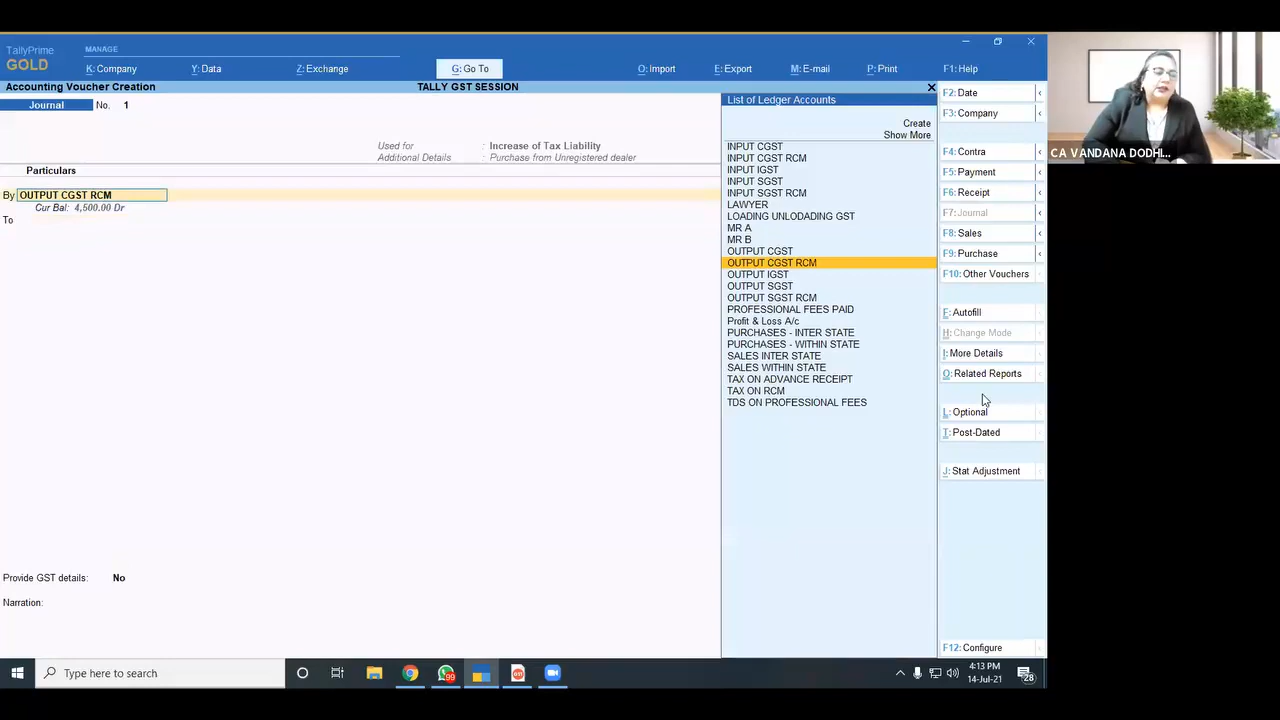 TallyPrime
GOLD
MANAGE
K: Company
Y: Data
Z: Exchange
G: Go To
O: Import
E: Export
M: E-mail
P: Print
F1: Help
Accounting Voucher Creation
TALLY GST SESSION
Journal
No. 1
Used for : Increase of Tax Liability
Additional Details : Purchase from Unregistered dealer
Particulars
By OUTPUT CGST RCM
Cur Bal: 4,500.00 Dr
To
Provide GST details: No
Narration:
List of Ledger Accounts
Create
Show More
INPUT CGST
INPUT CGST RCM
INPUT IGST
INPUT SGST
INPUT SGST RCM
LAWYER
LOADING UNLODADING GST
MR A
MR B
OUTPUT CGST
OUTPUT CGST RCM
OUTPUT IGST
OUTPUT SGST
OUTPUT SGST RCM
PROFESSIONAL FEES PAID
Profit & Loss A/c
PURCHASES - INTER STATE
PURCHASES - WITHIN STATE
SALES INTER STATE
SALES WITHIN STATE
TAX ON ADVANCE RECEIPT
TAX ON RCM
TDS ON PROFESSIONAL FEES
F2: Date
F3: Company
F4: Contra
F5: Payment
F6: Receipt
F7: Journal
F8: Sales
F9: Purchase
F10: Other Vouchers
F: Autofill
H: Change Mode
I: More Details
O: Related Reports
L: Optional
T: Post-Dated
J: Stat Adjustment
F12: Configure
CA VANDANA DODHI...
Type here to search
99
4:13 PM
14-Jul-21
28